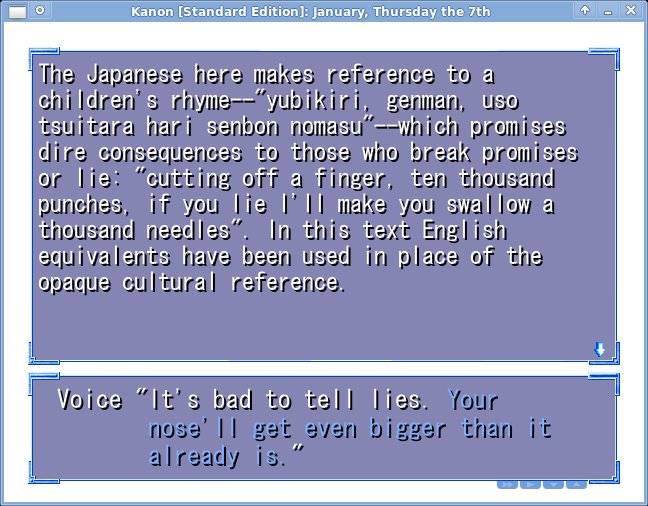 Kanon [Standard Edition]: January, Thursday the 7th
The Japanese here makes reference to a
children's rhyme--"yubikiri, genman, uso
tsuitara hari senbon nomasu"--which promises
dire consequences to those who break promises
or lie: "cutting off a finger, ten thousand
punches, if you lie I'll make you swallow a
thousand needles". In this text English
equivalents have been used in place of the
opaque cultural reference.
Voice "It's bad to tell lies. Your
nose'll get even bigger than it
already is."